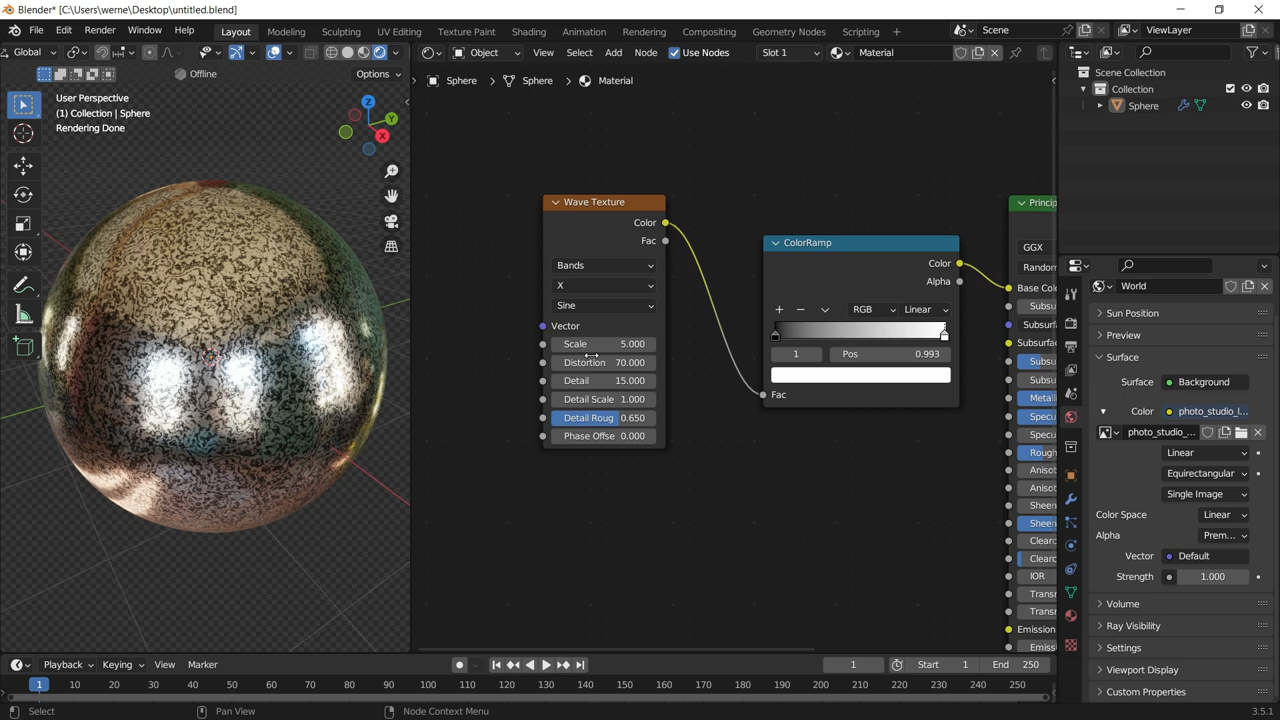 Blender* [C:\Users\werne\Desktop\untitled.blend]
File Edit Render Window Help Layout Modeling Sculpting UV Editing Texture Paint Shading Animation Rendering Compositing Geometry Nodes Scripting + Scene ViewLayer
Global Object View Select Add Node Use Nodes Slot 1 Material
Offline Options
Sphere > Sphere > Material
Scene Collection
Collection
Sphere
User Perspective
(1) Collection | Sphere
Rendering Done
Z
Y
X
Wave Texture
Color
Fac
Bands
X
Sine
Vector
Scale 5.000
Distortion 70.000
Detail 15.000
Detail Scale 1.000
Detail Roug 0.650
Phase Offse 0.000
ColorRamp
Color
Alpha
RGB Linear
1 Pos 0.993
Fac
Princip
GGX
Random
Base Colo
Subsu
Subsurfa
Subsurfac
Subsu
Subsu
Metall
Specu
Specu
Rough
Anisot
Anisot
Sheen
Sheen
Clearc
Clearc
IOR
Transm
Transm
Emission
Emiss
World
Sun Position
Preview
Surface
Surface Background
Color photo_studio_l...
photo_studio_...
Linear
Equirectangular
Single Image
Color Space Linear
Alpha Prem...
Vector Default
Strength 1.000
Volume
Ray Visibility
Settings
Viewport Display
Custom Properties
Playback Keying View Marker 1 Start 1 End 250
1 10 20 30 40 50 60 70 80 90 100 110 120 130 140 150 160 170 180 190 200 210 220 230 240 250
Select Pan View Node Context Menu 3.5.1